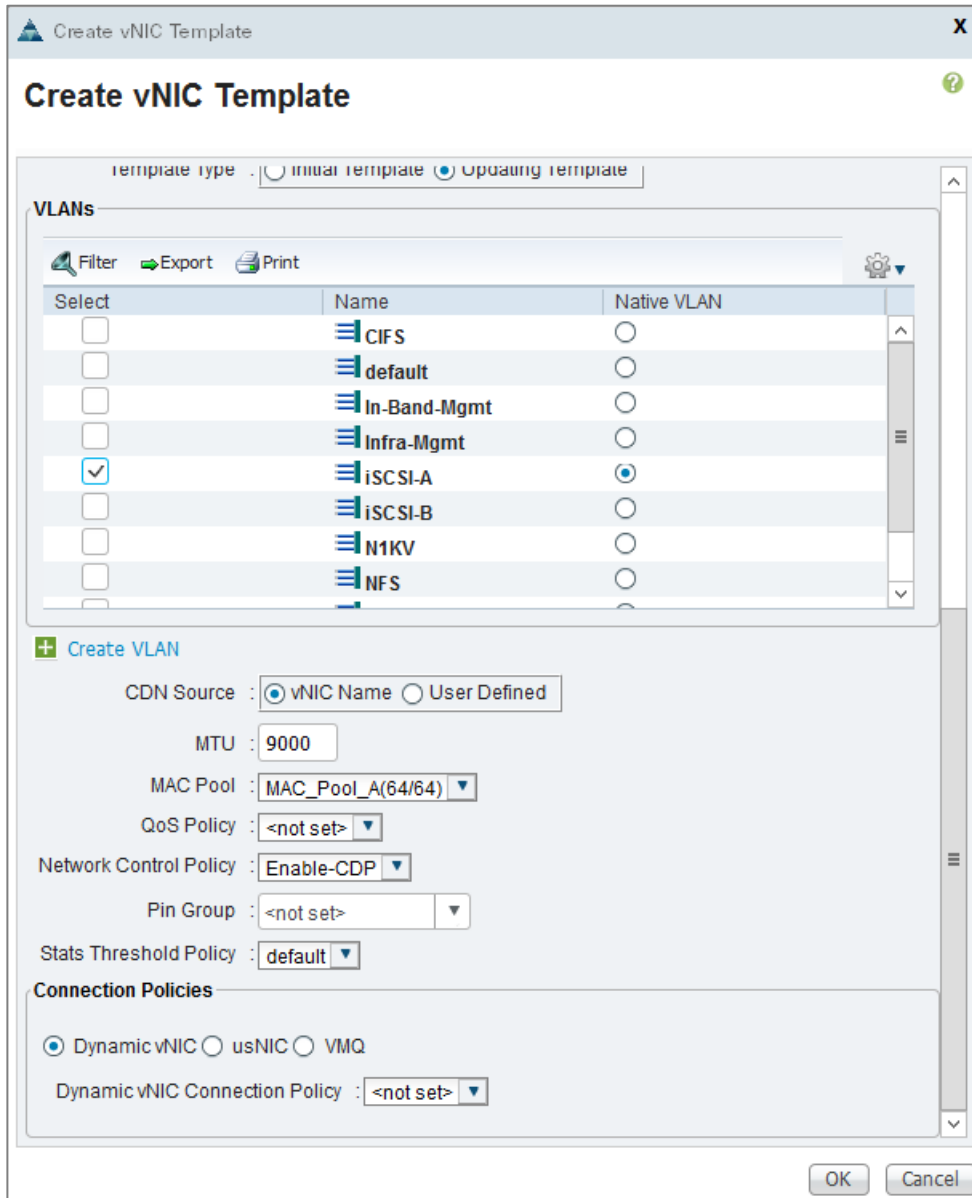 Create vNIC Template X
Create vNIC Template
Template Type : Initial Template Updating Template
VLANs
Filter Export Print
Select Name Native VLAN
CIFS
default
In-Band-Mgmt
Infra-Mgmt
iSCSI-A
iSCSI-B
N1KV
NFS
Create VLAN
CDN Source : vNIC Name User Defined
MTU : 9000
MAC Pool : MAC_Pool_A(64/64)
QoS Policy : <not set>
Network Control Policy : Enable-CDP
Pin Group : <not set>
Stats Threshold Policy : default
Connection Policies
Dynamic vNIC usNIC VMQ
Dynamic vNIC Connection Policy : <not set>
OK Cancel